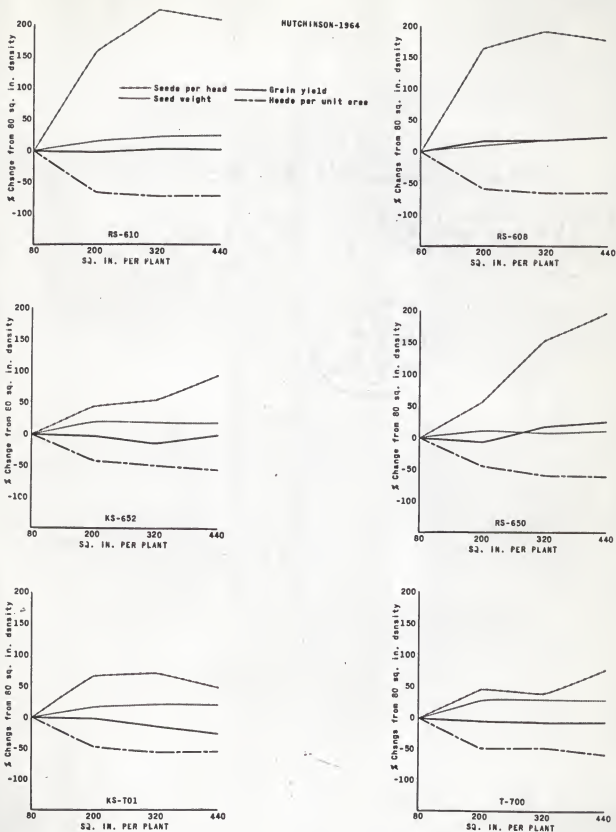 HUTCHINSON-1964
Seeds per head
Grain yield
Seed weight
Heads per unit area
% Change from 80 sq. in. density
200
150
100
50
0
-50
-100
RS-610
80
200
320
440
SQ. IN. PER PLANT
% Change from 80 sq. in. density
200
150
100
50
0
-50
-100
RS-608
80
200
320
440
SQ. IN. PER PLANT
% Change from E0 sq. in. density
200
150
100
50
0
-50
-100
KS-652
80
200
320
440
SQ. IN. PER PLANT
% Change from 80 sq. in. density
200
150
100
50
0
-50
-100
RS-650
80
200
320
440
SQ. IN. PER PLANT
% Change from 80 sq. in. density
200
150
100
50
0
-50
-100
KS-T01
80
200
320
440
SQ. IN. PER PLANT
% Change from 80 sq. in. density
200
150
100
50
0
-50
-100
T-700
80
200
320
440
SQ. IN. PER PLANT